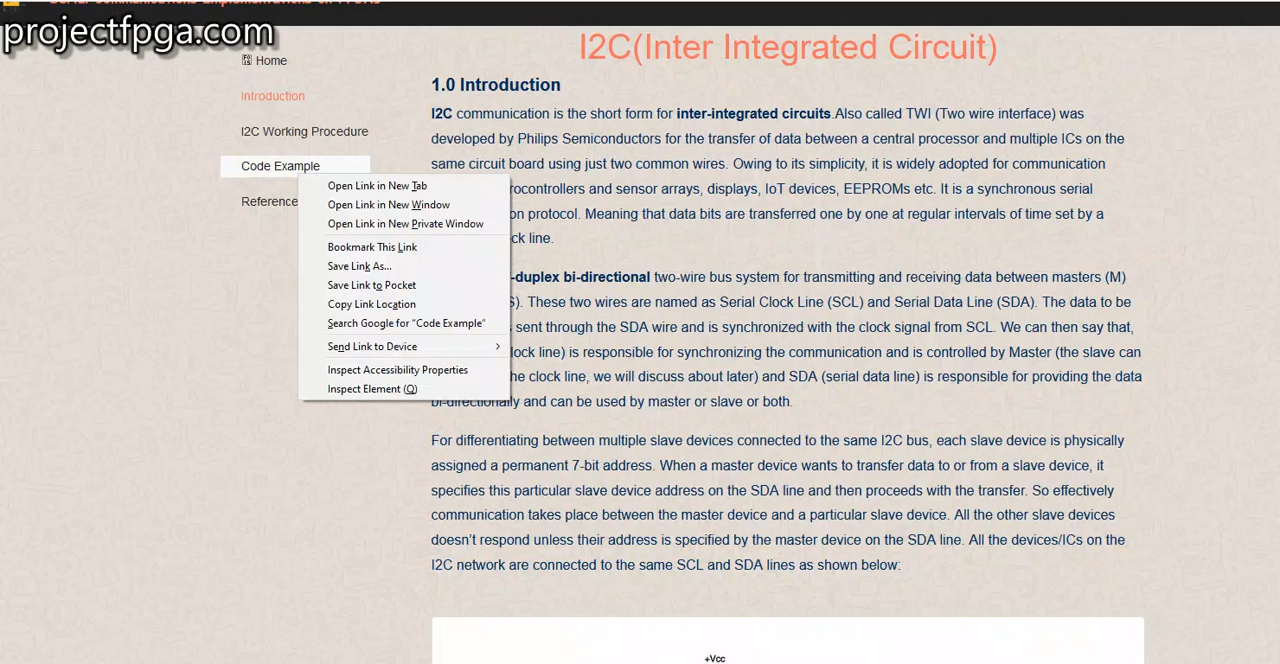 projectfpga.com
Home
Introduction
I2C Working Procedure
Code Example
Reference
Open Link in New Tab
Open Link in New Window
Open Link in New Private Window
Bookmark This Link
Save Link As...
Save Link to Pocket
Copy Link Location
Search Google for “Code Example”
Send Link to Device
Inspect Accessibility Properties
Inspect Element (Q)
I2C(Inter Integrated Circuit)
1.0 Introduction
I2C communication is the short form for inter-integrated circuits.Also called TWI (Two wire interface) was
developed by Philips Semiconductors for the transfer of data between a central processor and multiple ICs on the
same circuit board using just two common wires. Owing to its simplicity, it is widely adopted for communication
rocontrollers and sensor arrays, displays, IoT devices, EEPROMs etc. It is a synchronous serial
on protocol. Meaning that data bits are transferred one by one at regular intervals of time set by a
ck line.
-duplex bi-directional two-wire bus system for transmitting and receiving data between masters (M)
S). These two wires are named as Serial Clock Line (SCL) and Serial Data Line (SDA). The data to be
s sent through the SDA wire and is synchronized with the clock signal from SCL. We can then say that,
lock line) is responsible for synchronizing the communication and is controlled by Master (the slave can
he clock line, we will discuss about later) and SDA (serial data line) is responsible for providing the data
bi-directionally and can be used by master or slave or both.
For differentiating between multiple slave devices connected to the same I2C bus, each slave device is physically
assigned a permanent 7-bit address. When a master device wants to transfer data to or from a slave device, it
specifies this particular slave device address on the SDA line and then proceeds with the transfer. So effectively
communication takes place between the master device and a particular slave device. All the other slave devices
doesn’t respond unless their address is specified by the master device on the SDA line. All the devices/ICs on the
I2C network are connected to the same SCL and SDA lines as shown below:
+Vcc